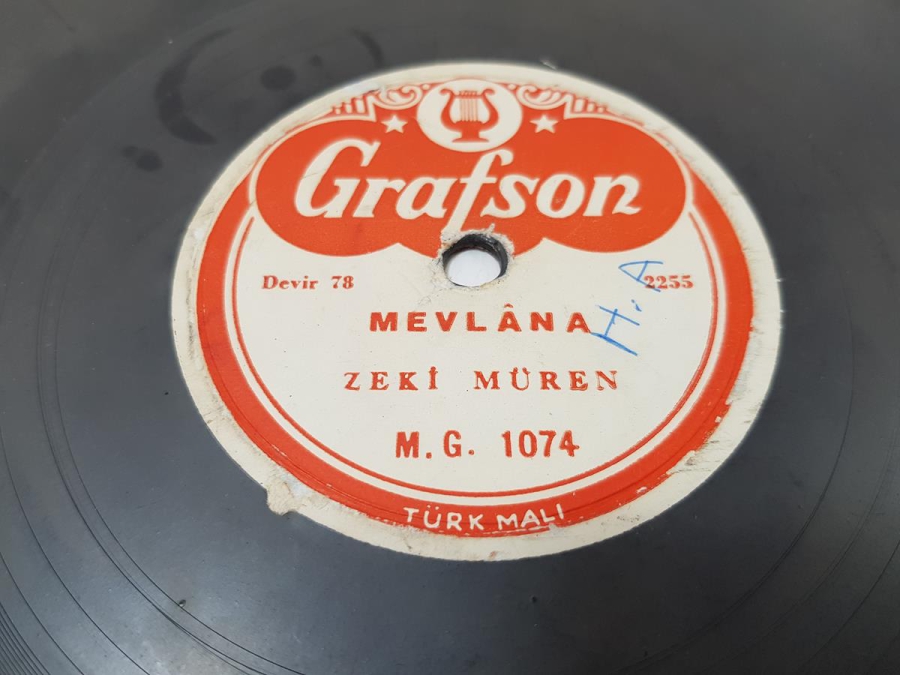 Grafson
Devir 78
2255
H.A
MEVLÂNA
ZEKİ MÜREN
M.G. 1074
TÜRK MALI